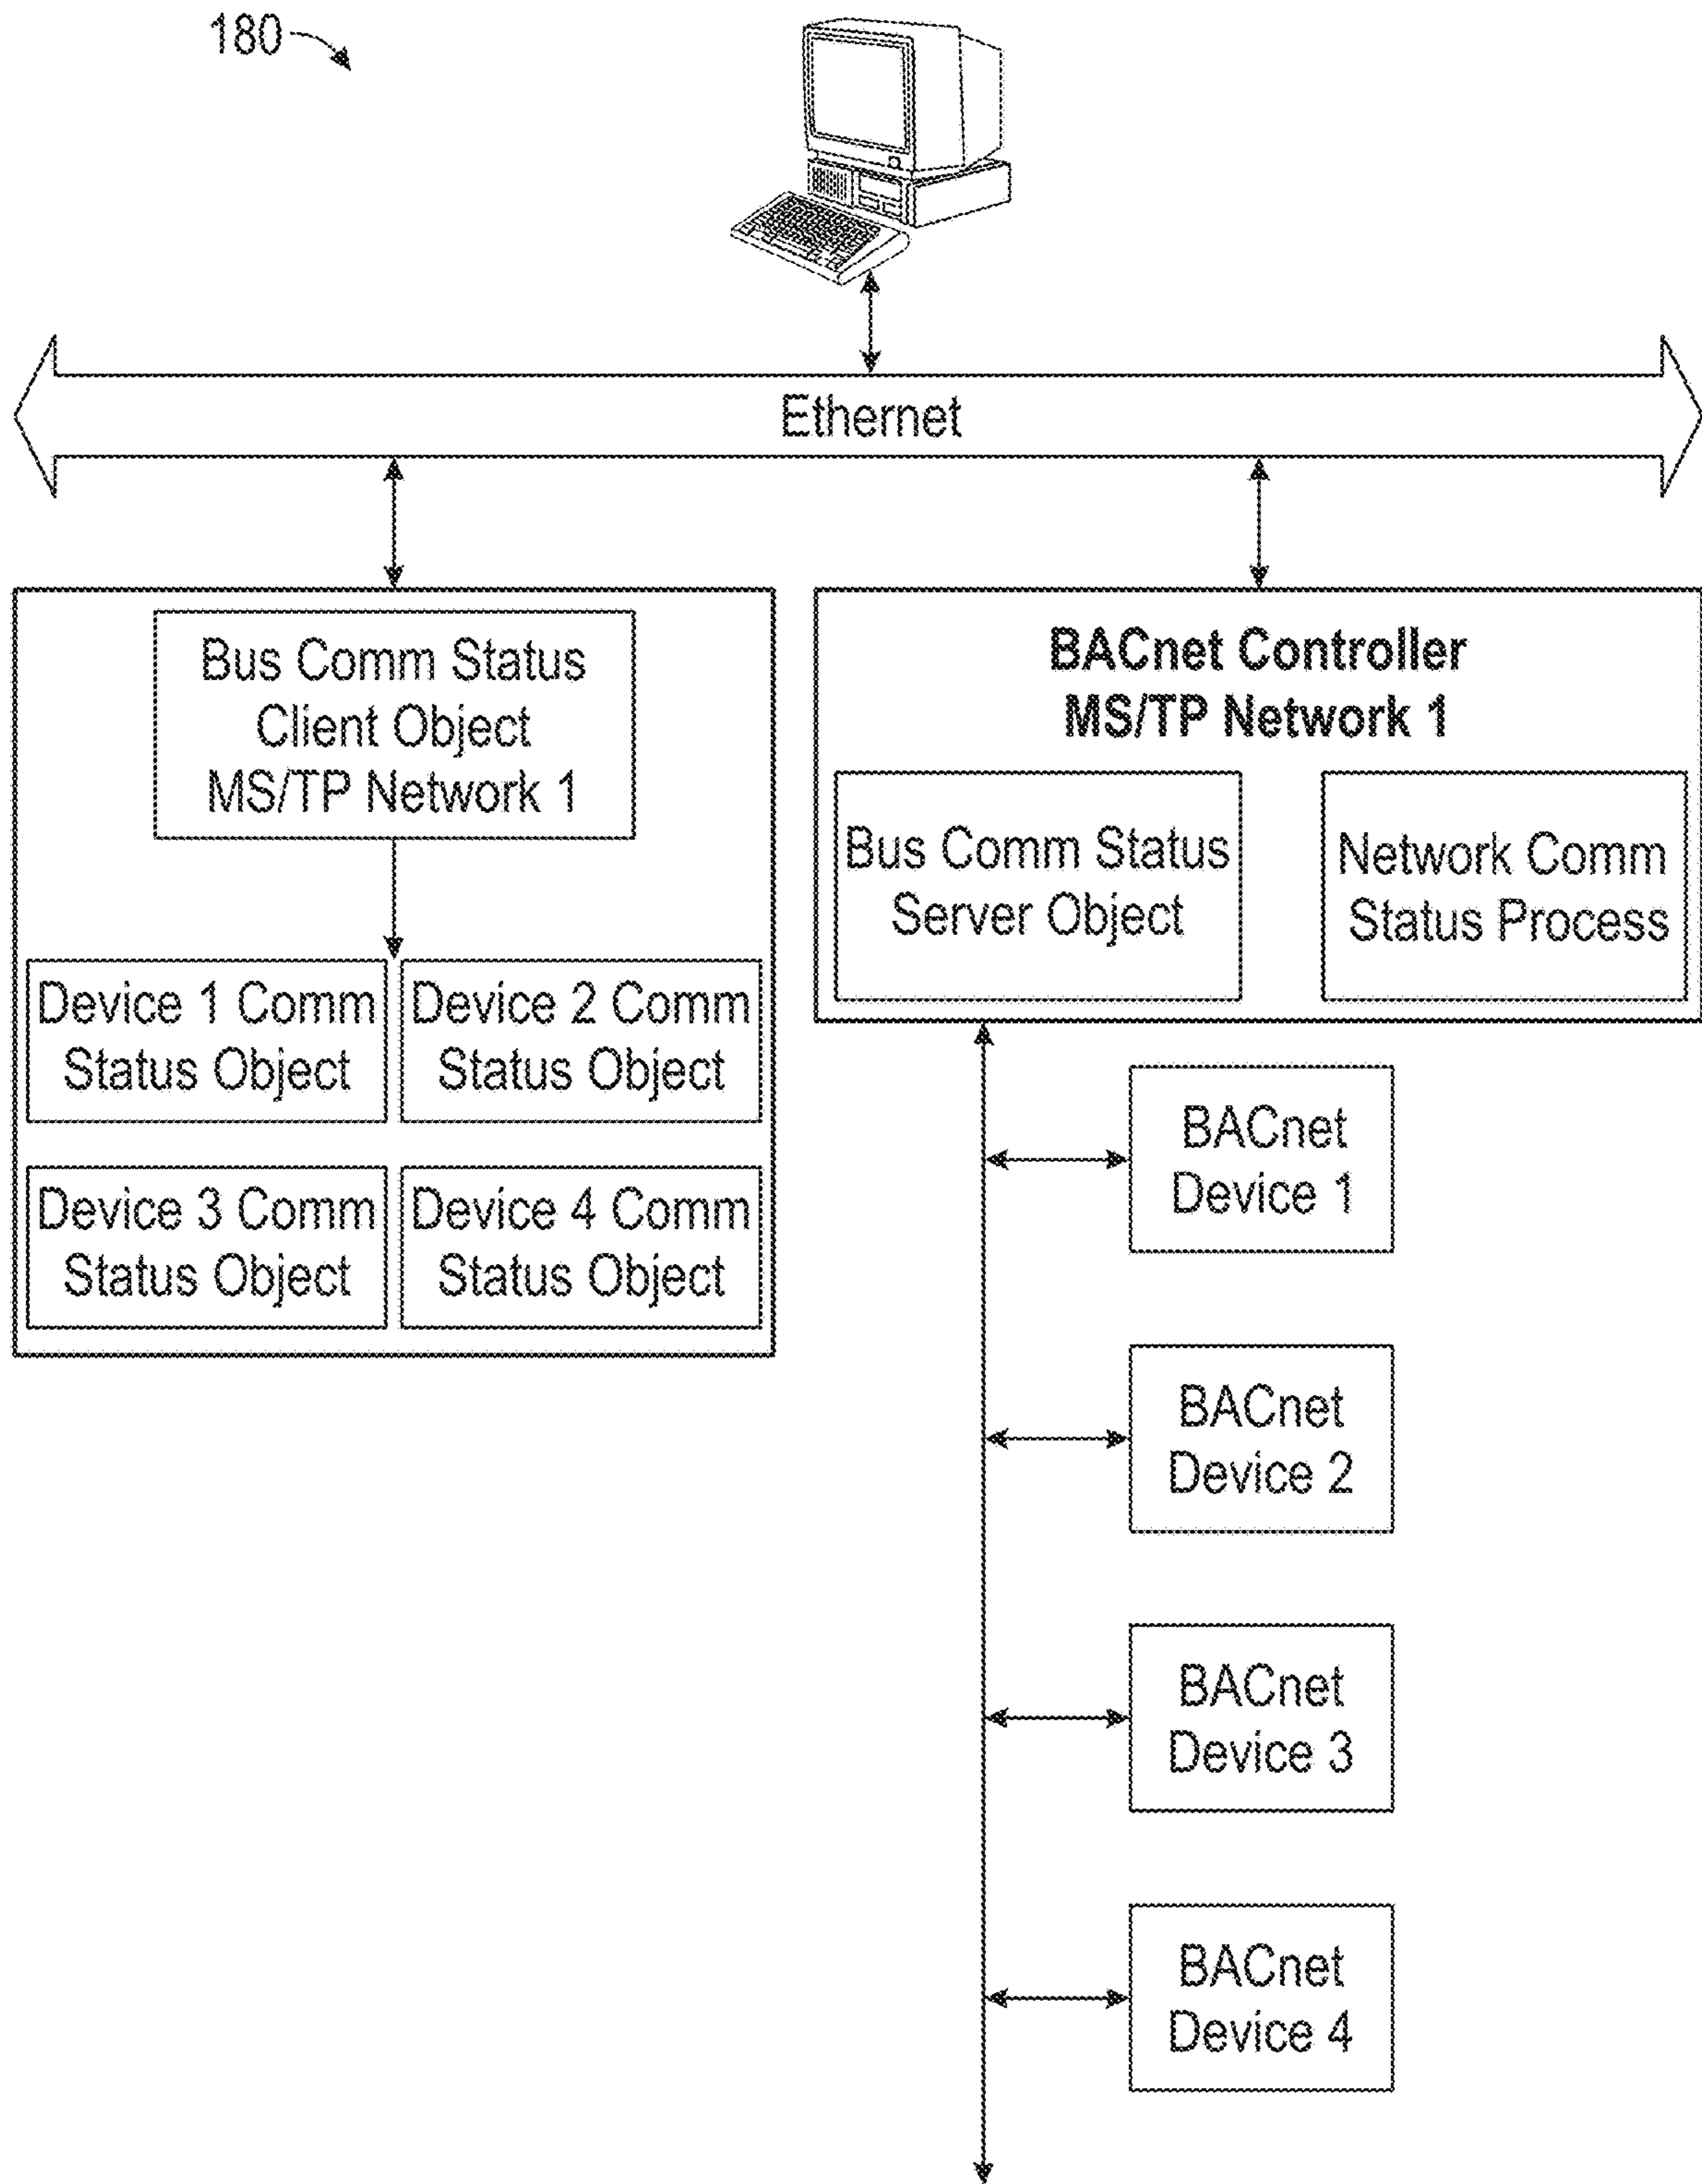 180
Ethernet
Bus Comm Status
Client Object
MS/TP Network 1
Device 1 Comm
Status Object
Device 2 Comm
Status Object
Device 3 Comm
Status Object
Device 4 Comm
Status Object
BACnet Controller
MS/TP Network 1
Bus Comm Status
Server Object
Network Comm
Status Process
BACnet
Device 1
BACnet
Device 2
BACnet
Device 3
BACnet
Device 4